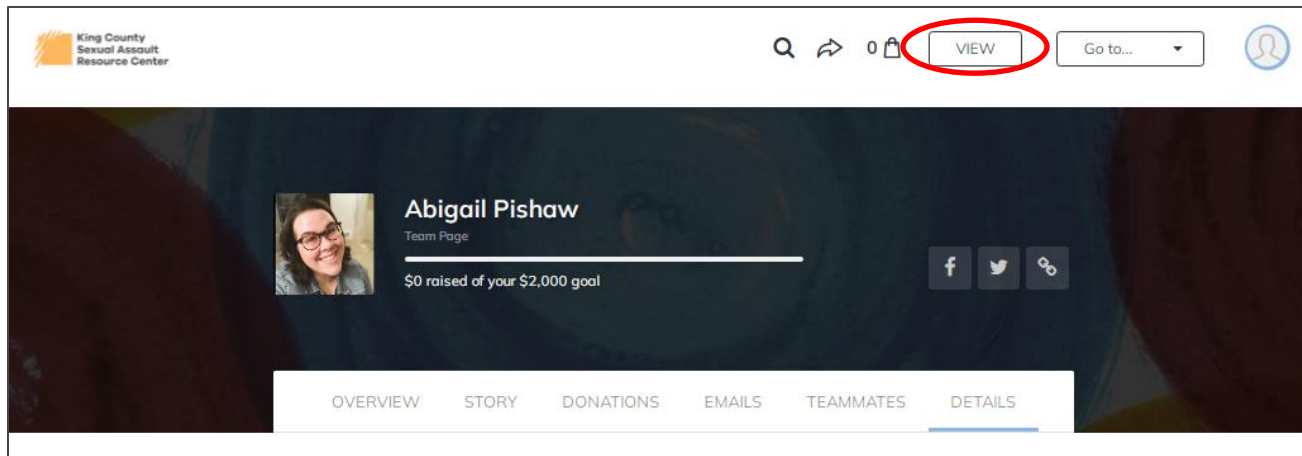 King County
Sexual Assault
Resource Center
0
VIEW
Go to...
Abigail Pishaw
Team Page
$0 raised of your $2,000 goal
OVERVIEW STORY DONATIONS EMAILS TEAMMATES DETAILS